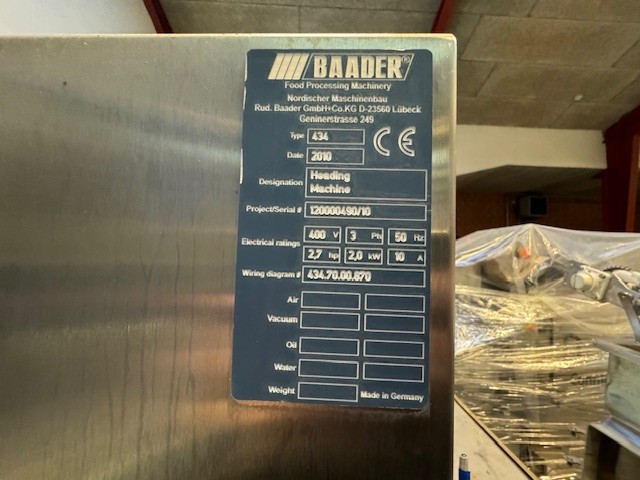 BAADER®
Food Processing Machinery
Nordischer Maschinenbau
Rud. Baader GmbH+Co.KG D-23560 Lübeck
Geninerstrasse 249
Type 434 CE
Date 2010
Designation Heading
Machine
Project/Serial # 120000490/10
Electrical ratings 400 V 3 Ph 50 Hz
2,7 hp 2,0 kW 10 A
Wiring diagram # 434.70.00.870
Air
Vacuum
Oil
Water
Weight Made in Germany